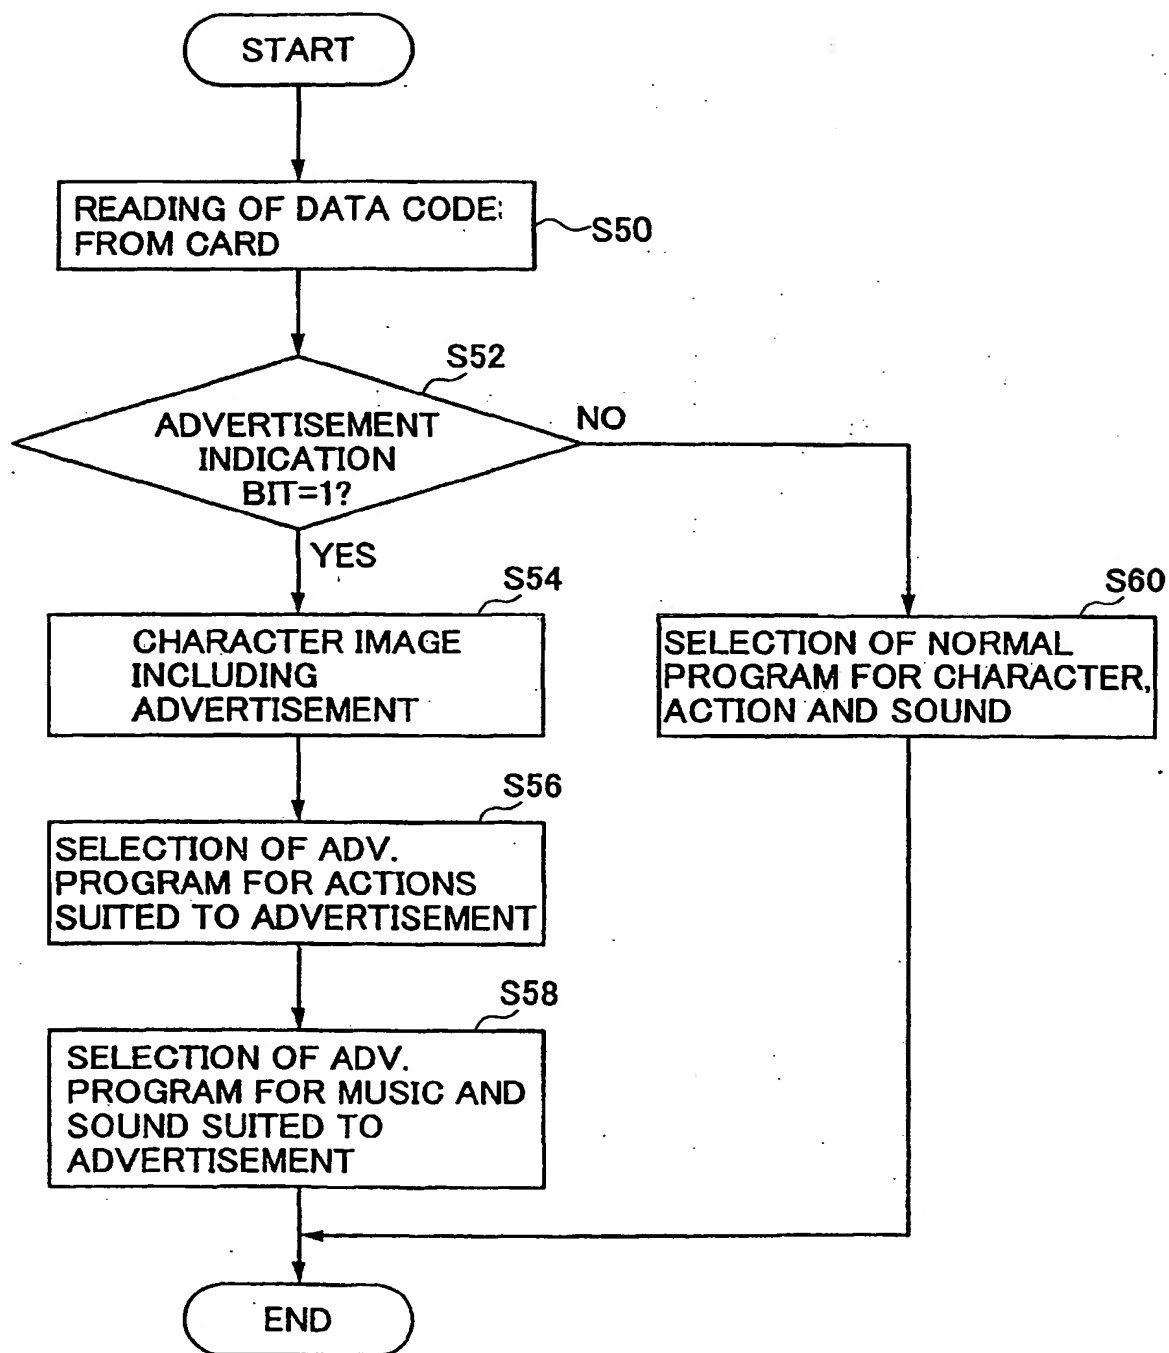 START
READING OF DATA CODE:
FROM CARD
S50
S52
ADVERTISEMENT
INDICATION
BIT=1?
NO
YES
S54
CHARACTER IMAGE
INCLUDING
ADVERTISEMENT
S60
SELECTION OF NORMAL
PROGRAM FOR CHARACTER,
ACTION AND SOUND
S56
SELECTION OF ADV.
PROGRAM FOR ACTIONS
SUITED TO ADVERTISEMENT
S58
SELECTION OF ADV.
PROGRAM FOR MUSIC AND
SOUND SUITED TO
ADVERTISEMENT
END